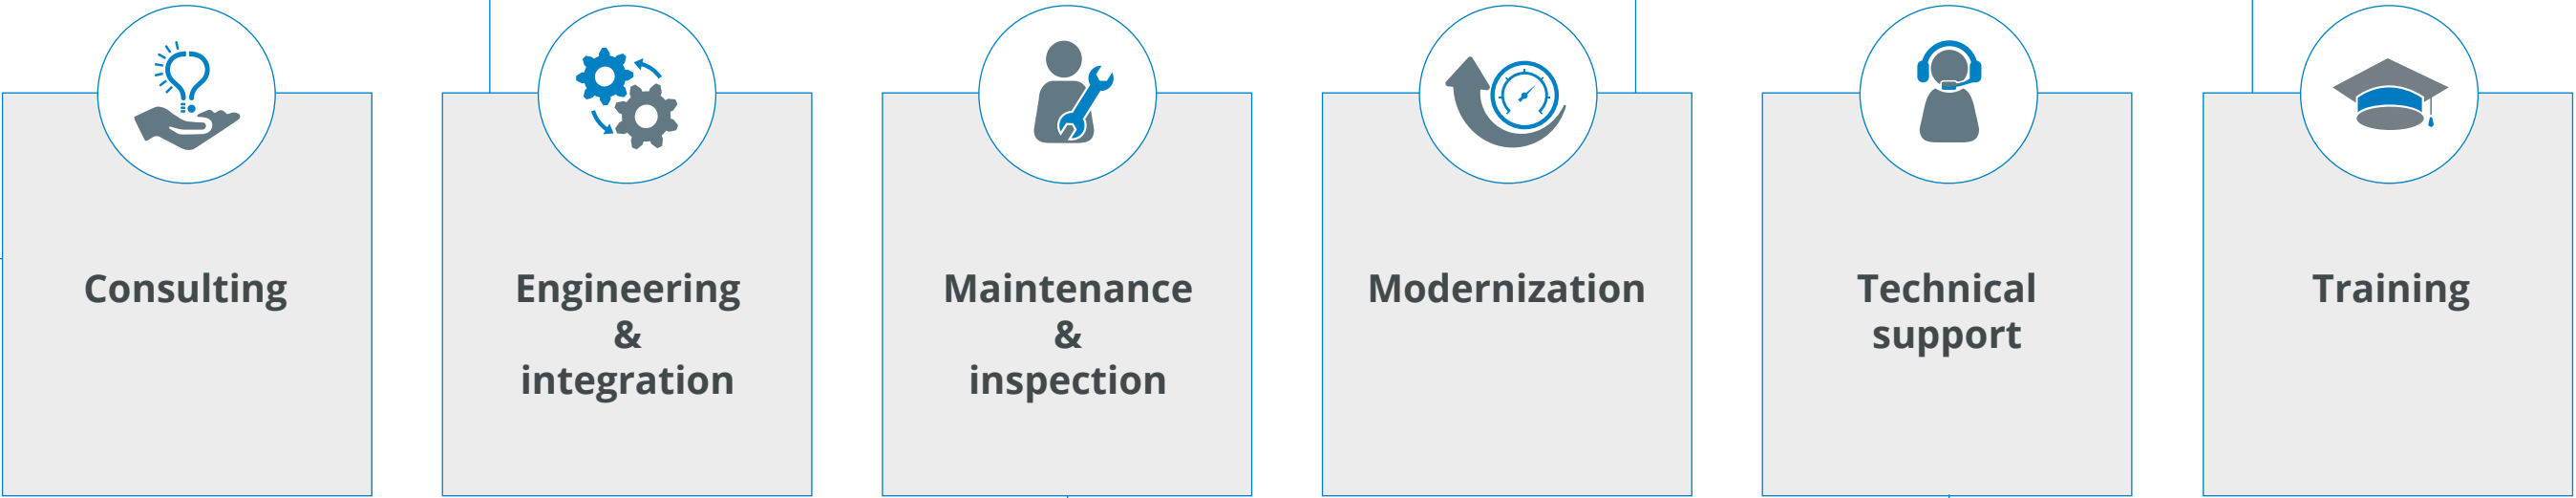 Consulting
Engineering
&
integration
Maintenance
&
inspection
Modernization
Technical
support
Training